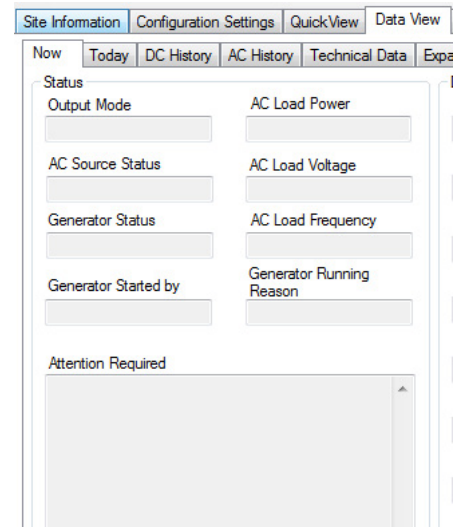 Site Information Configuration Settings QuickView Data View
Now Today DC History AC History Technical Data Expa
Status
Output Mode AC Load Power
AC Source Status AC Load Voltage
Generator Status AC Load Frequency
Generator Started by Generator Running
Reason
Attention Required